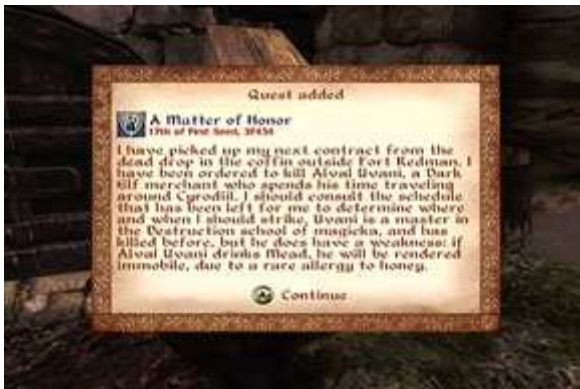 Quest added
A Matter of Honor
17th of First Seed, 3E434
I have picked up my next contract from the
dead drop in the coffin outside Fort Redman. I
have been ordered to kill Alval Uvani, a Dark
Elf merchant who spends his time traveling
around Cyrodiil. I should consult the schedule
that has been left for me to determine where
and when I should strike. Uvani is a master in
the Destruction school of magicka, and has
killed before, but he does have a weakness: if
Alval Uvani drinks Mead, he will be rendered
immobile, due to a rare allergy to honey.
Continue